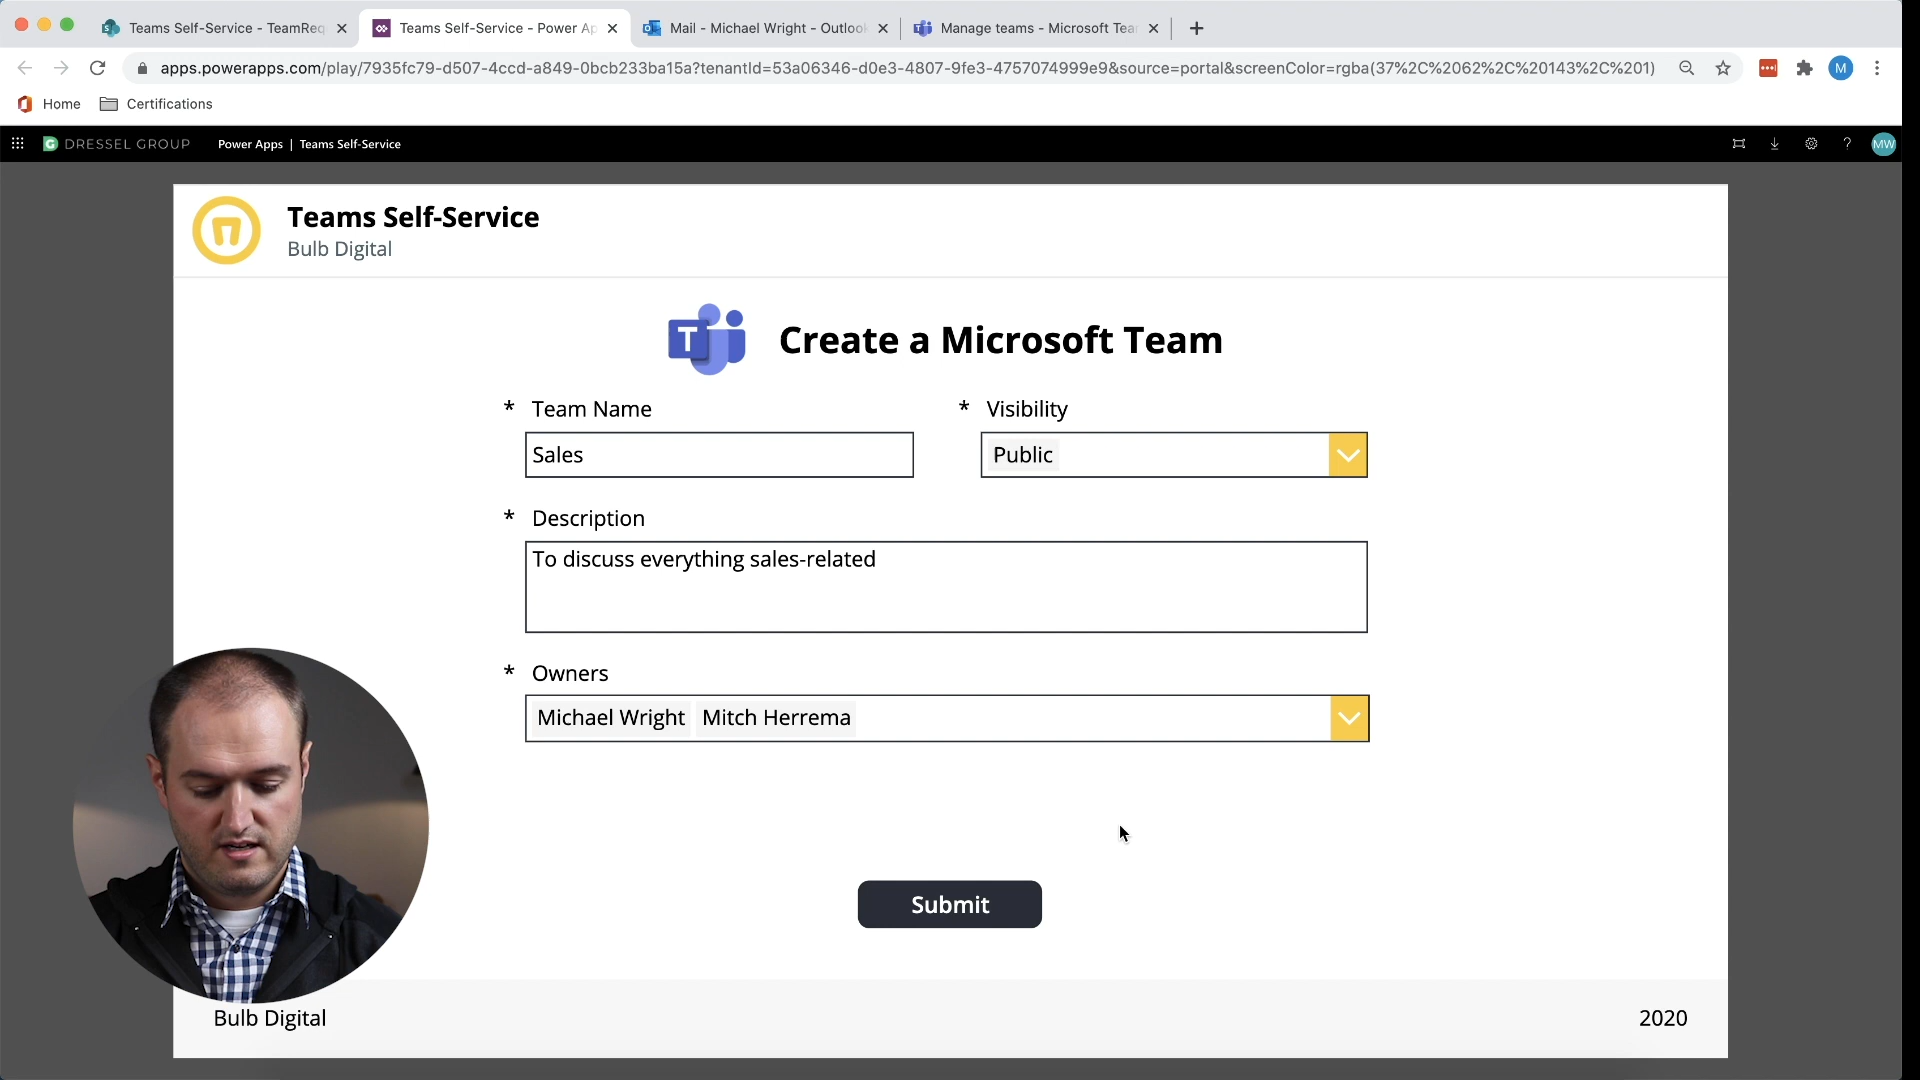 Teams Self-Service - TeamReq
Teams Self-Service - Power Ap
Mail - Michael Wright - Outlook
Manage teams - Microsoft Tea
apps.powerapps.com/play/7935fc79-d507-4ccd-a849-0bcb233ba15a?tenantId=53a06346-d0e3-4807-9fe3-4757074999e9&source=portal&screenColor=rgba(37%2C%2062%2C%20143%2C%201)
M
Home
Certifications
G DRESSEL GROUP
Power Apps | Teams Self-Service
?
MW
Teams Self-Service
Bulb Digital
T
Create a Microsoft Team
* Team Name
* Visibility
Sales
Public
* Description
To discuss everything sales-related
* Owners
Michael Wright Mitch Herrema
Submit
Bulb Digital
2020